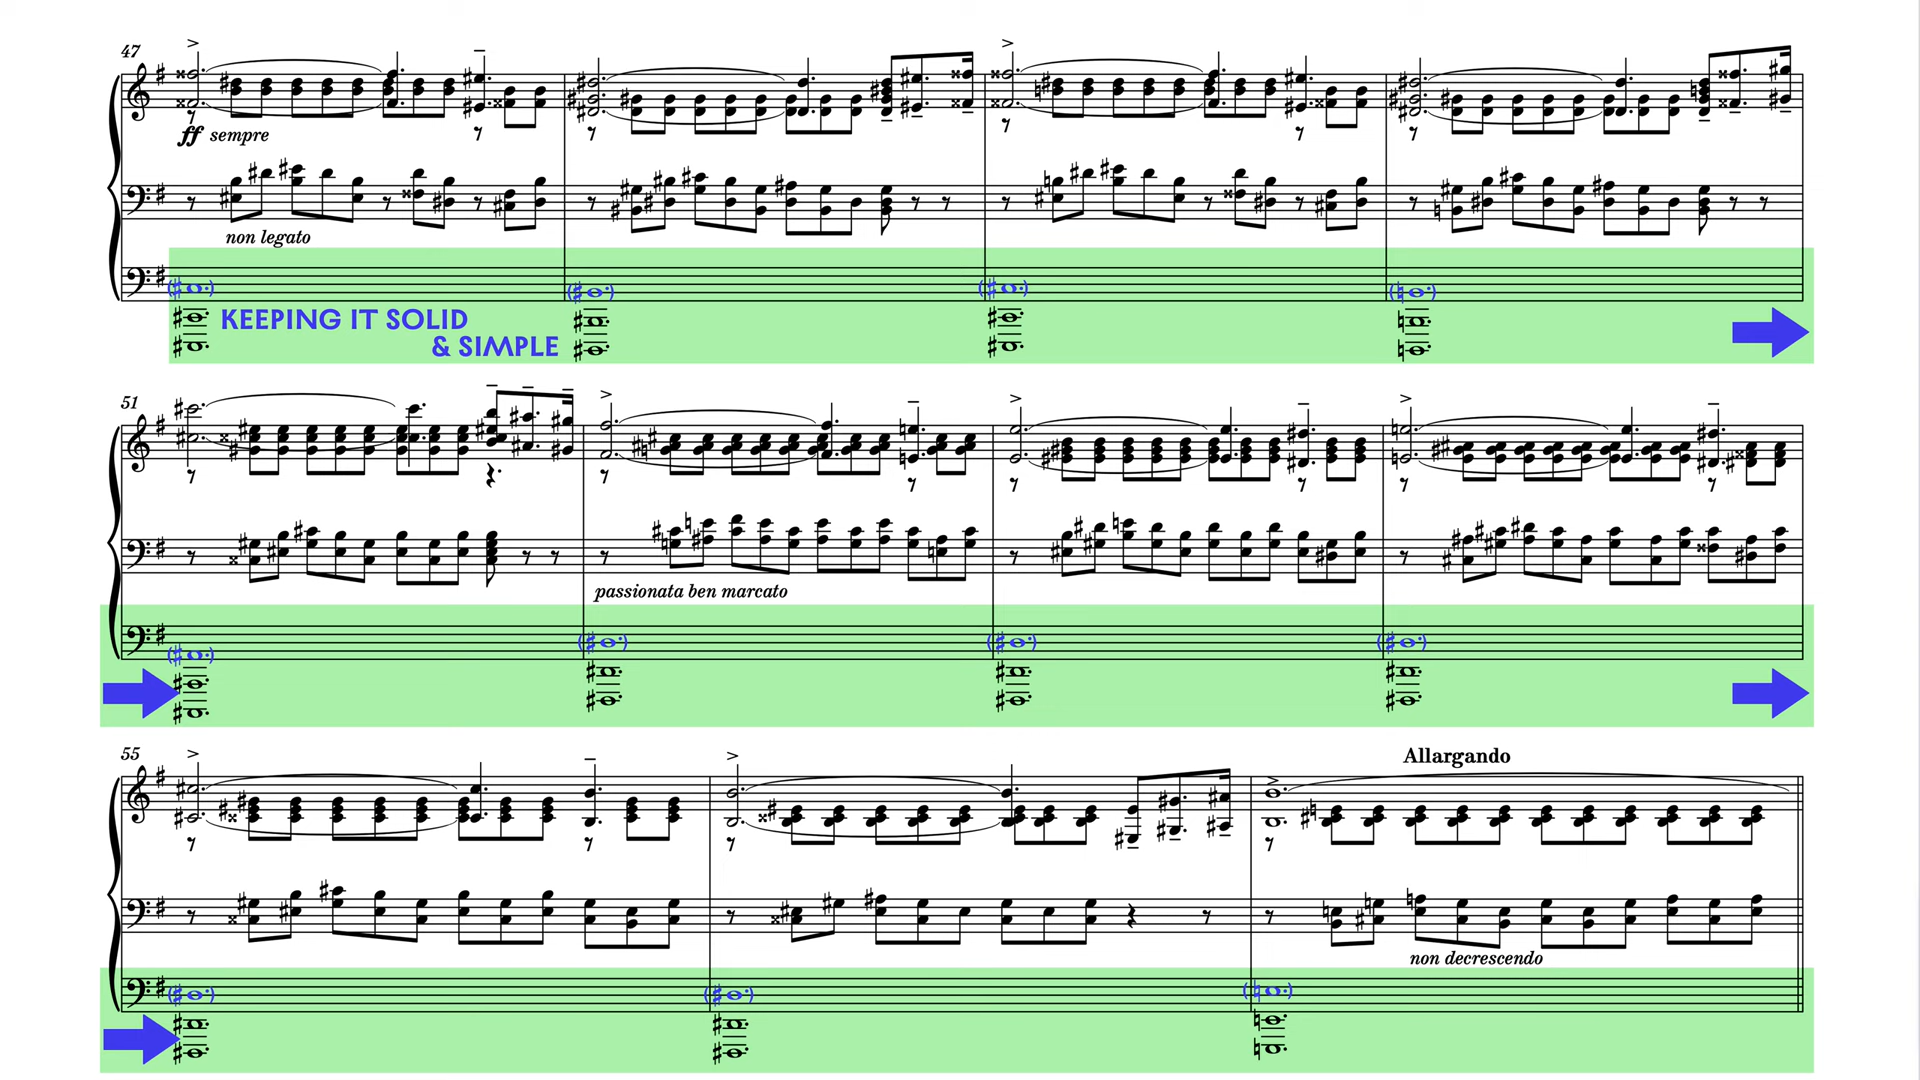 47
ff sempre
non legato
KEEPING IT SOLID
& SIMPLE
51
passionata ben marcato
55
Allargando
non decrescendo